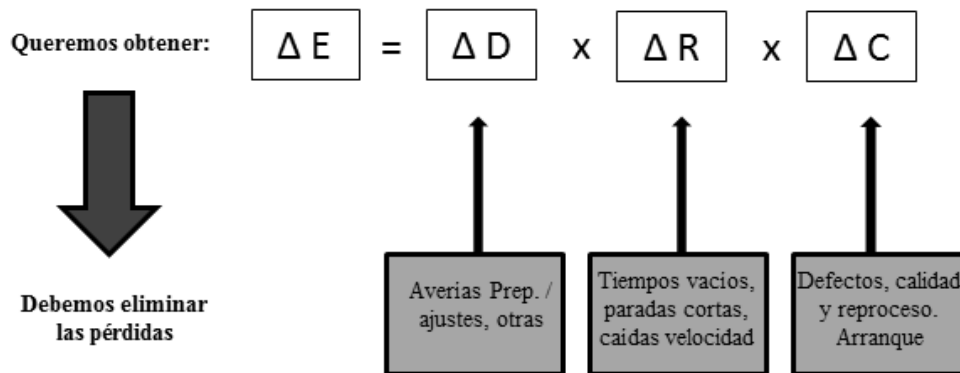 Queremos obtener: Δ E = Δ D x Δ R x Δ C
Debemos eliminar
las pérdidas
Averias Prep. /
ajustes, otras
Tiempos vacios,
paradas cortas,
caidas velocidad
Defectos, calidad
y reproceso.
Arranque